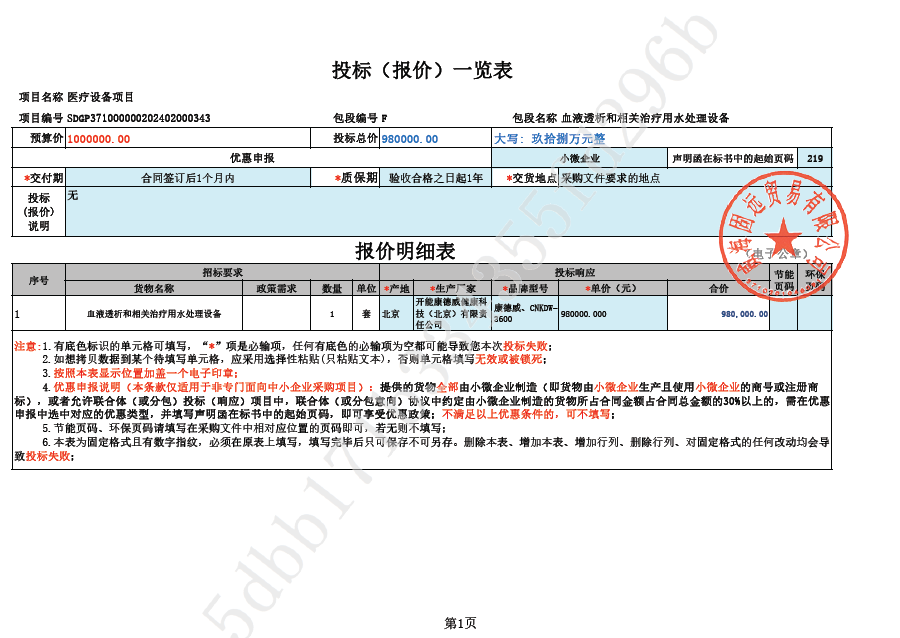 投标（报价）一览表
项目名称 医疗设备项目
项目编号 SDGP371000000202402000343 包段编号 F 包段名称 血液透析和相关治疗用水处理设备
预算价 1000000.00 投标总价 980000.00 大写: 玖拾捌万元整
优惠申报 小微企业 声明函在标书中的起始页码 219
*交付期 合同签订后1个月内 *质保期 验收合格之日起1年 *交货地点 采购文件要求的地点
投标
(报价)
说明
无
报价明细表
序号 招标要求 投标响应 节能页码 环保
货物名称 政策需求 数量 单位 *产地 *生产厂家 *品牌型号 *单价（元） 合价
1 血液透析和相关治疗用水处理设备 1 套 北京 开能康德威健康科技（北京）有限责任公司 康德威、CNKDW-3600 980000.000 980,000.00
（电子公章）
注意:1.有底色标识的单元格可填写，“*”项是必输项，任何有底色的必输项为空都可能导致您本次投标失败;
2.如想拷贝数据到某个待填写单元格，应采用选择性粘贴(只粘贴文本)，否则单元格填写无效或被锁死;
3.按照本表显示位置加盖一个电子印章;
4.优惠申报说明（本条款仅适用于非专门面向中小企业采购项目）: 提供的货物全部由小微企业制造（即货物由小微企业生产且使用小微企业的商号或注册商
标），或者允许联合体（或分包）投标（响应）项目中，联合体（或分包意向）协议中约定由小微企业制造的货物所占合同金额占合同总金额的30%以上的，需在优惠
申报中选中对应的优惠类型，并填写声明函在标书中的起始页码，即可享受优惠政策; 不满足以上优惠条件的，可不填写;
5.节能页码、环保页码请填写在采购文件中相对应位置的页码即可，若无则不填写;
6.本表为固定格式且有数字指纹，必须在原表上填写，填写完毕后只可保存不可另存。删除本表、增加本表、增加行列、删除行列、对固定格式的任何改动均会导
致投标失败;
第1页